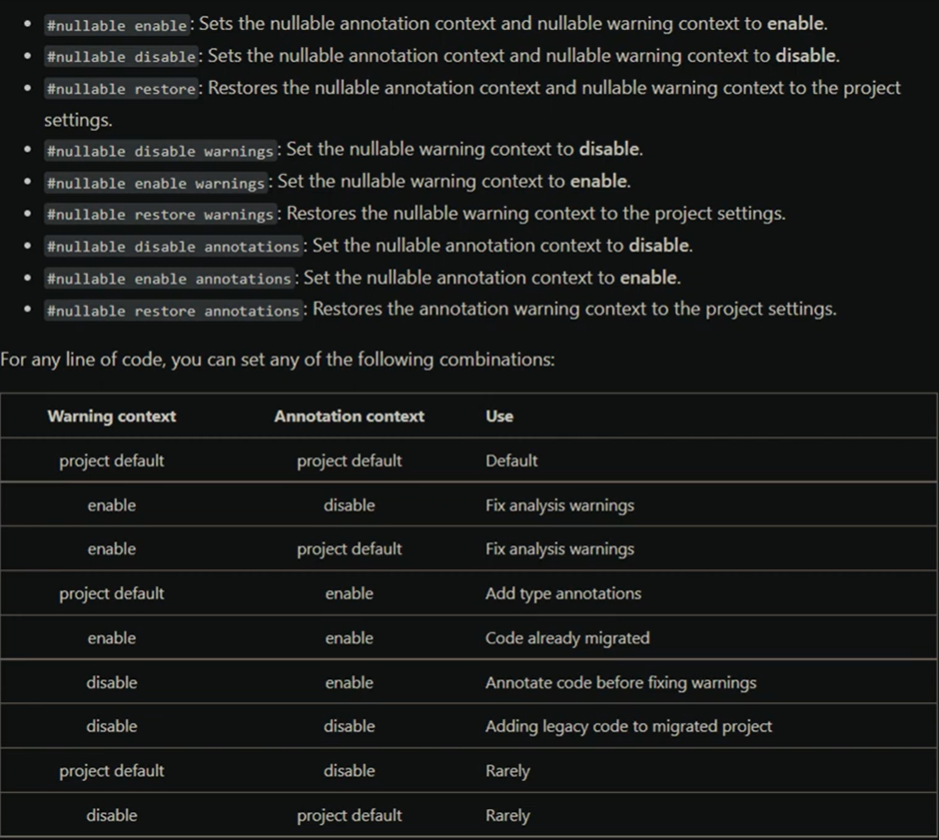 • #nullable enable: Sets the nullable annotation context and nullable warning context to enable.
• #nullable disable: Sets the nullable annotation context and nullable warning context to disable.
• #nullable restore: Restores the nullable annotation context and nullable warning context to the project
settings.
• #nullable disable warnings: Set the nullable warning context to disable.
• #nullable enable warnings: Set the nullable warning context to enable.
• #nullable restore warnings: Restores the nullable warning context to the project settings.
• #nullable disable annotations: Set the nullable annotation context to disable.
• #nullable enable annotations: Set the nullable annotation context to enable.
• #nullable restore annotations: Restores the annotation warning context to the project settings.
For any line of code, you can set any of the following combinations:
Warning context Annotation context Use
project default project default Default
enable disable Fix analysis warnings
enable project default Fix analysis warnings
project default enable Add type annotations
enable enable Code already migrated
disable enable Annotate code before fixing warnings
disable disable Adding legacy code to migrated project
project default disable Rarely
disable project default Rarely